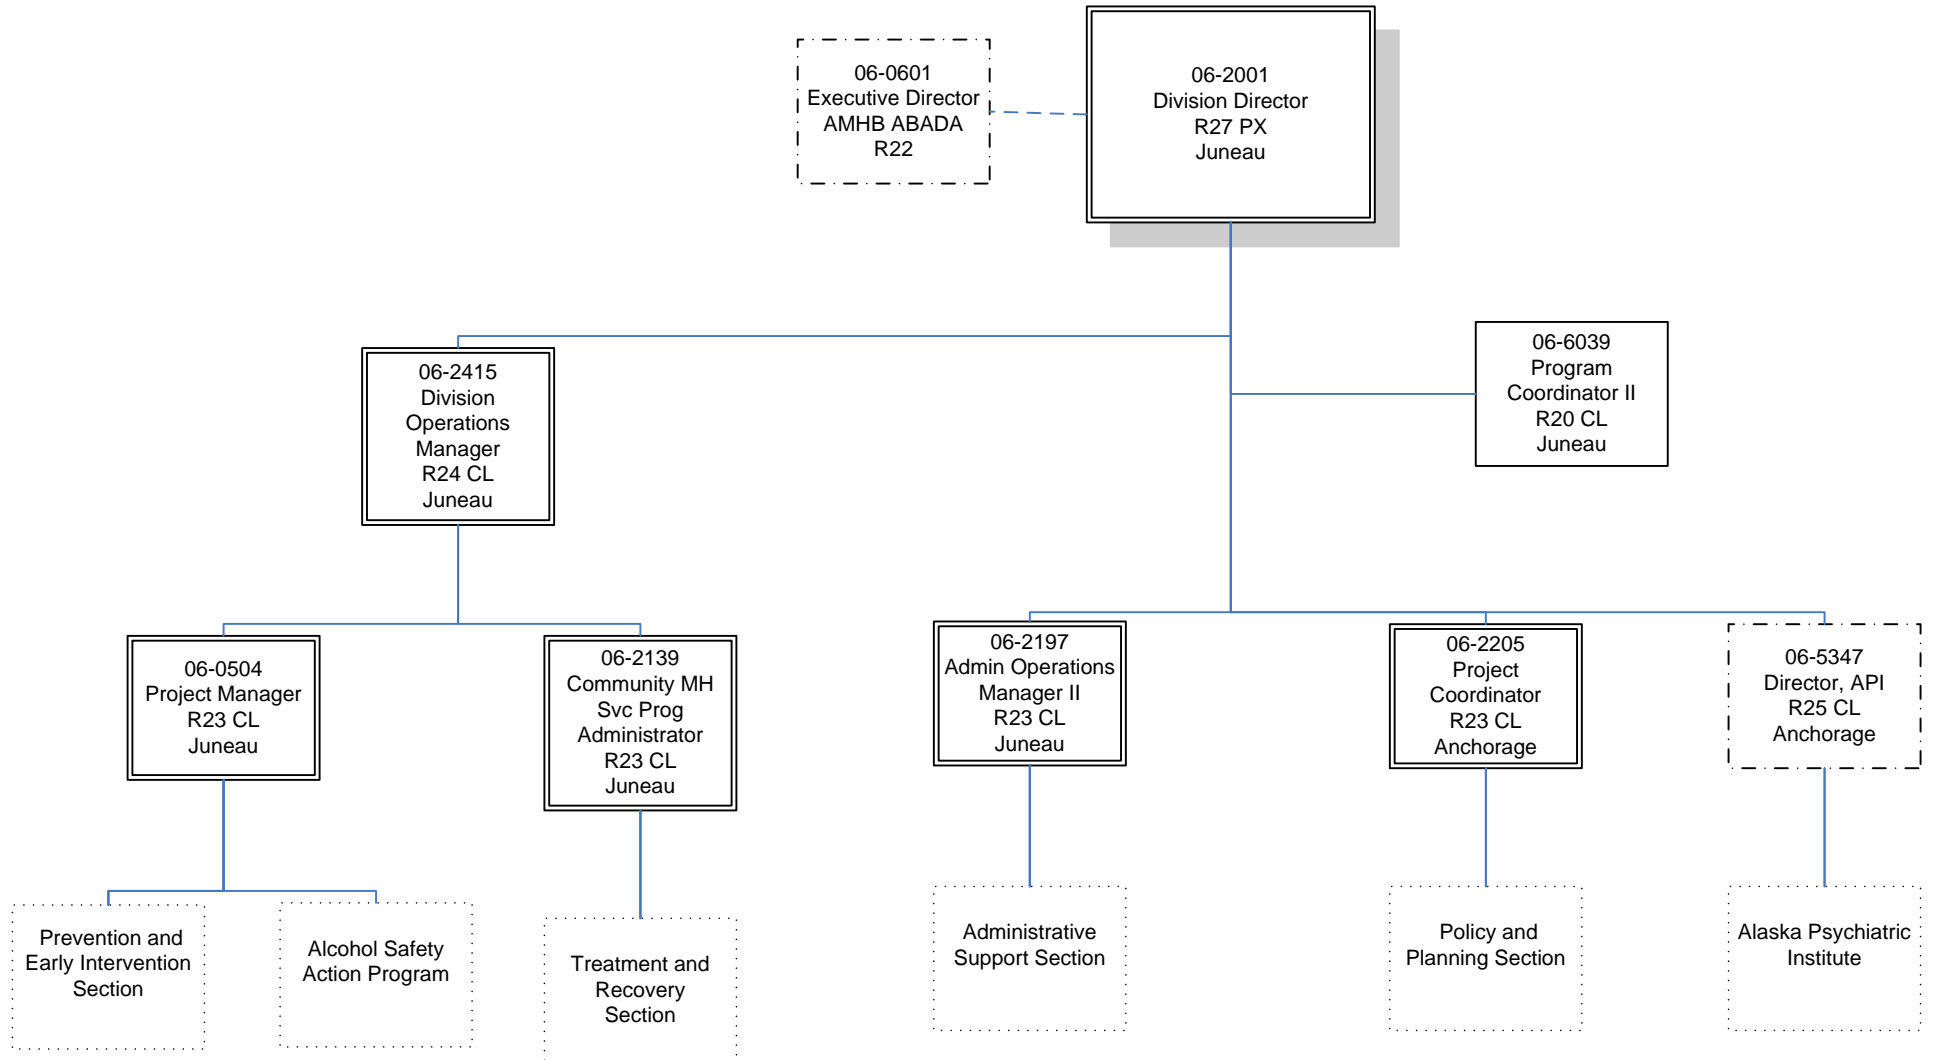 06-0601
Executive Director
AMHB ABADA
R22
06-2001
Division Director
R27 PX
Juneau
06-2415
Division
Operations
Manager
R24 CL
Juneau
06-6039
Program
Coordinator II
R20 CL
Juneau
06-0504
Project Manager
R23 CL
Juneau
06-2139
Community MH
Svc Prog
Administrator
R23 CL
Juneau
06-2197
Admin Operations
Manager II
R23 CL
Juneau
06-2205
Project
Coordinator
R23 CL
Anchorage
06-5347
Director, API
R25 CL
Anchorage
Prevention and
Early Intervention
Section
Alcohol Safety
Action Program
Treatment and
Recovery
Section
Administrative
Support Section
Policy and
Planning Section
Alaska Psychiatric
Institute